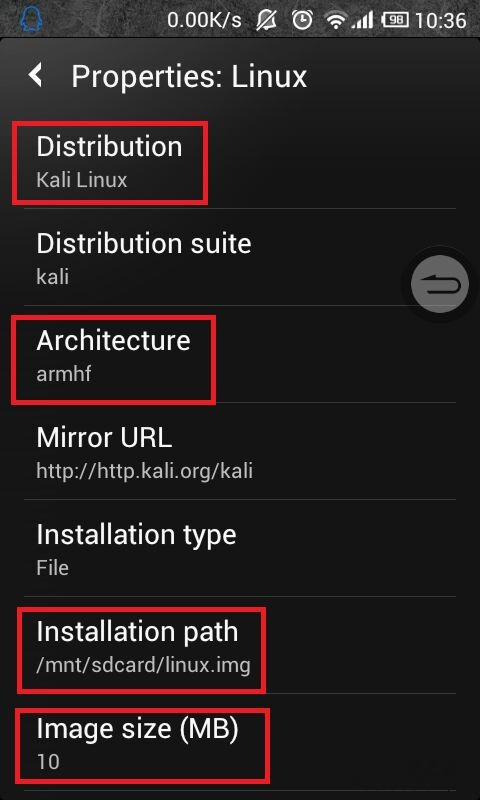 0.00K/s 98 10:36
Properties: Linux
Distribution
Kali Linux
Distribution suite
kali
Architecture
armhf
Mirror URL
http://http.kali.org/kali
Installation type
File
Installation path
/mnt/sdcard/linux.img
Image size (MB)
10